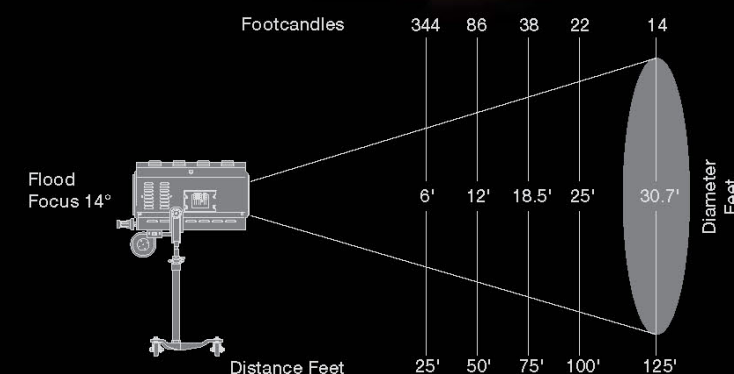 Footcandles 344 86 38 22 14
Flood
Focus 14°
6' 12' 18.5' 25' 30.7'
Diameter
Feet
Distance Feet 25' 50' 75' 100' 125'